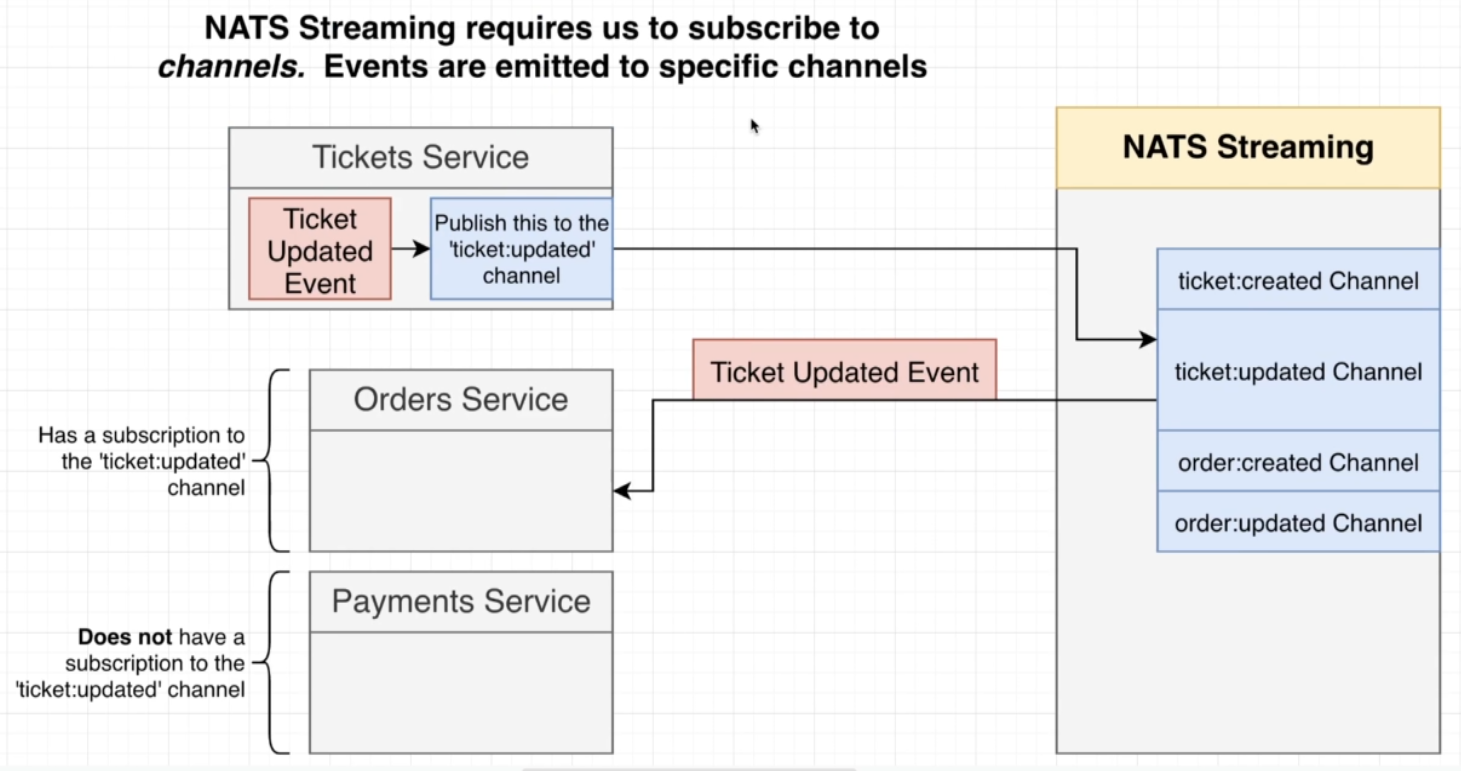 NATS Streaming requires us to subscribe to
channels. Events are emitted to specific channels
Tickets Service
Ticket
Updated
Event
Publish this to the
'ticket:updated'
channel
NATS Streaming
ticket:created Channel
ticket:updated Channel
order:created Channel
order:updated Channel
Ticket Updated Event
Orders Service
Has a subscription to
the 'ticket:updated'
channel
Payments Service
Does not have a
subscription to the
'ticket:updated' channel